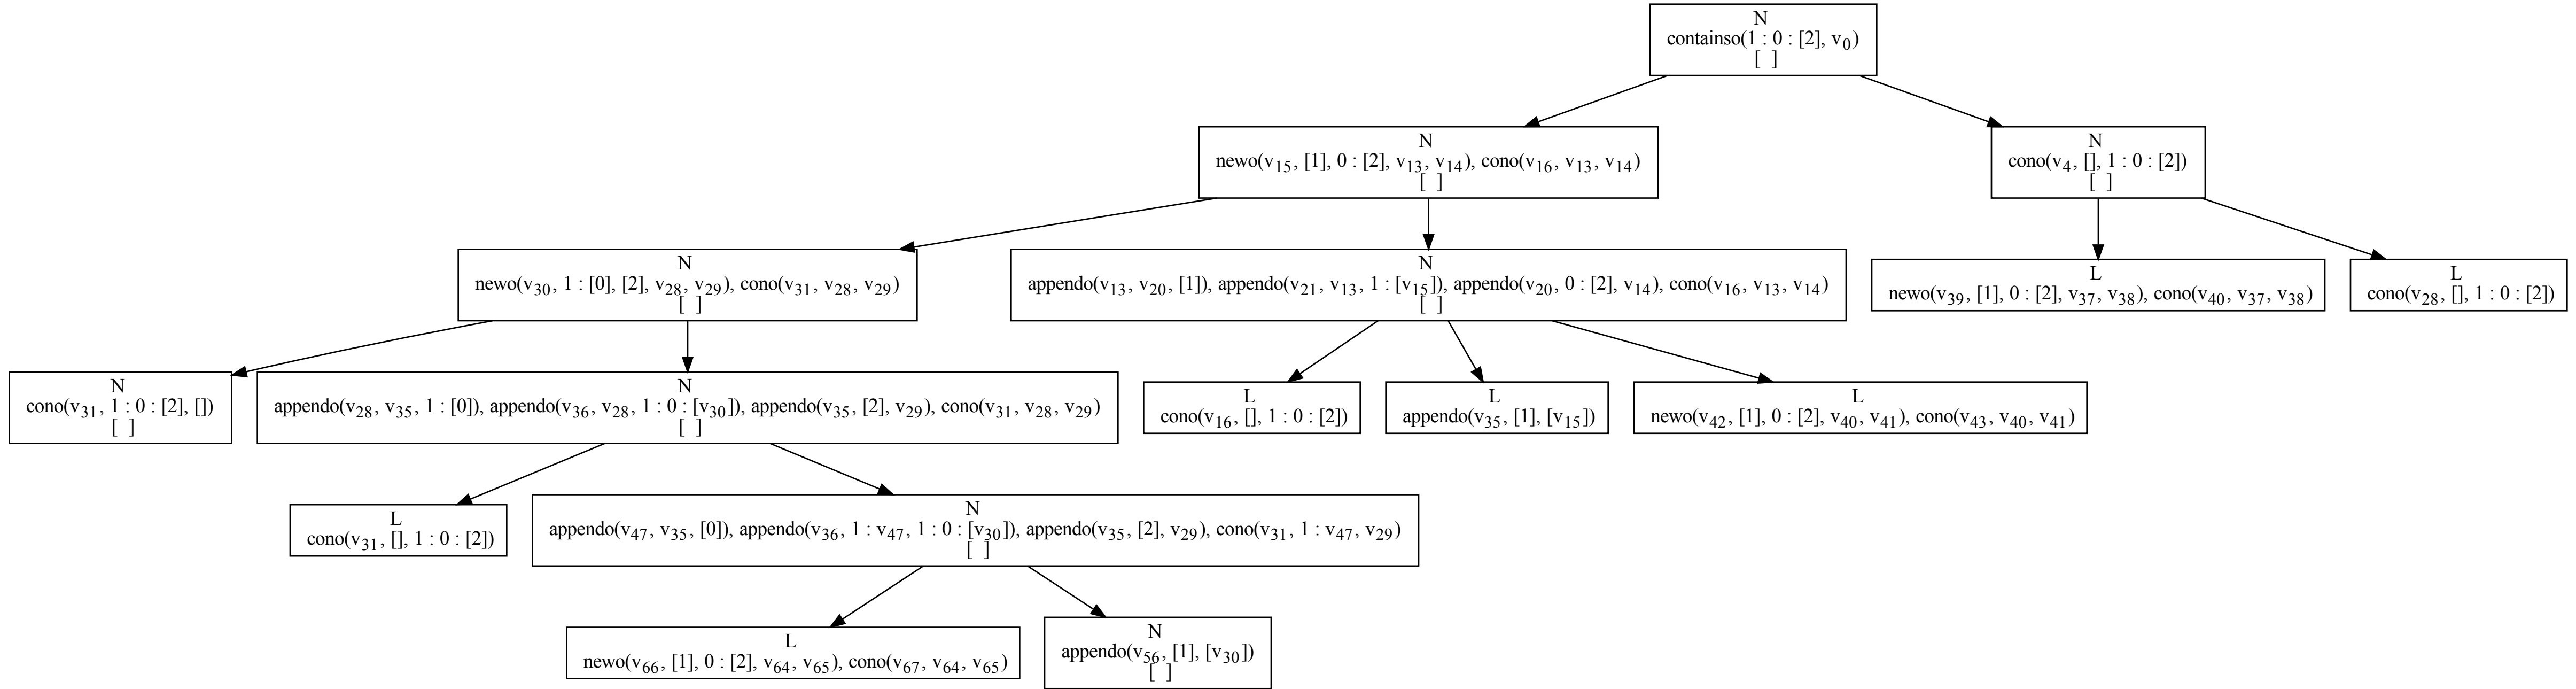 N
containso(1 : 0 : [2], v₀)
[ ]
N
newo(v₁₅, [1], 0 : [2], v₁₃, v₁₄), cono(v₁₆, v₁₃, v₁₄)
[ ]
N
cono(v₄, [], 1 : 0 : [2])
[ ]
N
newo(v₃₀, 1 : [0], [2], v₂₈, v₂₉), cono(v₃₁, v₂₈, v₂₉)
[ ]
N
appendo(v₁₃, v₂₀, [1]), appendo(v₂₁, v₁₃, 1 : [v₁₅]), appendo(v₂₀, 0 : [2], v₁₄), cono(v₁₆, v₁₃, v₁₄)
[ ]
L
newo(v₃₉, [1], 0 : [2], v₃₇, v₃₈), cono(v₄₀, v₃₇, v₃₈)
L
cono(v₂₈, [], 1 : 0 : [2])
N
cono(v₃₁, 1 : 0 : [2], [])
[ ]
N
appendo(v₂₈, v₃₅, 1 : [0]), appendo(v₃₆, v₂₈, 1 : 0 : [v₃₀]), appendo(v₃₅, [2], v₂₉), cono(v₃₁, v₂₈, v₂₉)
[ ]
L
cono(v₁₆, [], 1 : 0 : [2])
L
appendo(v₃₅, [1], [v₁₅])
L
newo(v₄₂, [1], 0 : [2], v₄₀, v₄₁), cono(v₄₃, v₄₀, v₄₁)
L
cono(v₃₁, [], 1 : 0 : [2])
N
appendo(v₄₇, v₃₅, [0]), appendo(v₃₆, 1 : v₄₇, 1 : 0 : [v₃₀]), appendo(v₃₅, [2], v₂₉), cono(v₃₁, 1 : v₄₇, v₂₉)
[ ]
L
newo(v₆₆, [1], 0 : [2], v₆�4, v₆₅), cono(v₆₇, v₆₄, v₆₅)
N
appendo(v₅₆, [1], [v₃₀])
[ ]